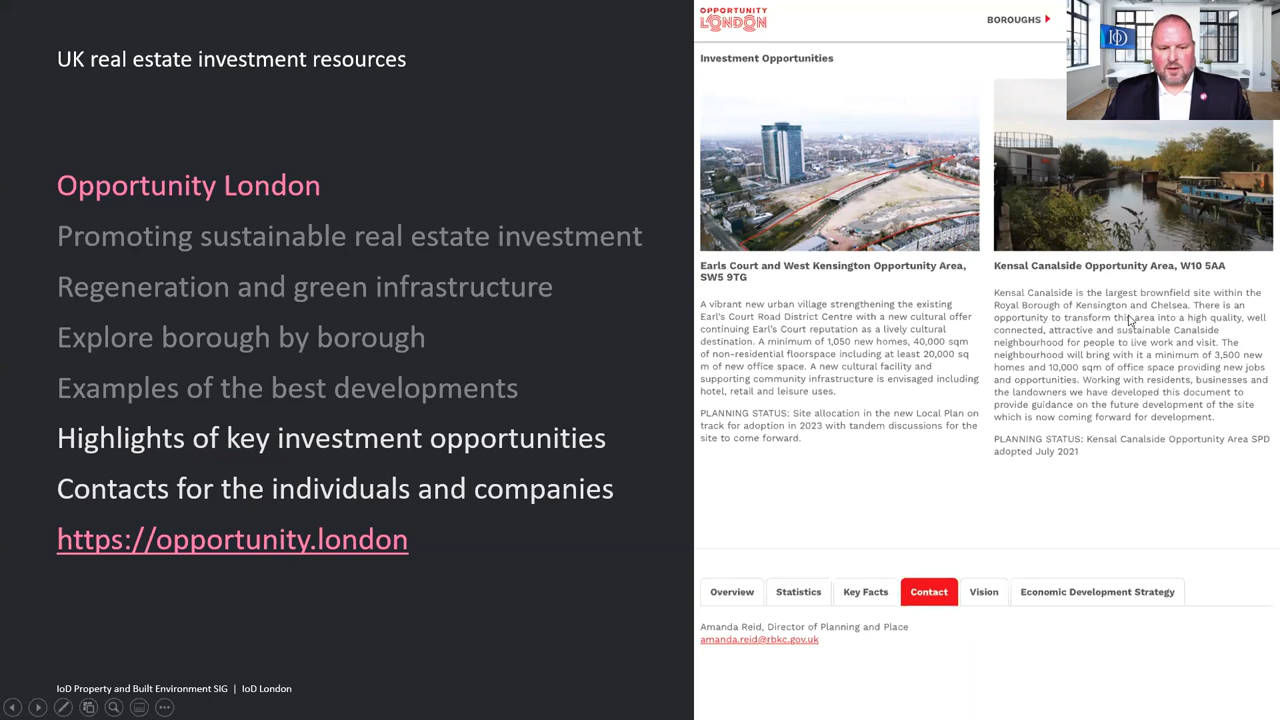 UK real estate investment resources
Opportunity London
Promoting sustainable real estate investment
Regeneration and green infrastructure
Explore borough by borough
Examples of the best developments
Highlights of key investment opportunities
Contacts for the individuals and companies
https://opportunity.london
IoD Property and Built Environment SIG | IoD London
OPPORTUNITY
LONDON
BOROUGHS
IOD
Investment Opportunities
Earls Court and West Kensington Opportunity Area,
SW5 9TG
A vibrant new urban village strengthening the existing
Earl's Court Road District Centre with a new cultural offer
continuing Earl's Court reputation as a lively cultural
destination. A minimum of 1,050 new homes, 40,000 sqm
of non-residential floorspace including at least 20,000 sq
m of new office space. A new cultural facility and
supporting community infrastructure is envisaged including
hotel, retail and leisure uses.
PLANNING STATUS: Site allocation in the new Local Plan on
track for adoption in 2023 with tandem discussions for the
site to come forward.
Kensal Canalside Opportunity Area, W10 5AA
Kensal Canalside is the largest brownfield site within the
Royal Borough of Kensington and Chelsea. There is an
opportunity to transform this area into a high quality, well
connected, attractive and sustainable Canalside
neighbourhood for people to live work and visit. The
neighbourhood will bring with it a minimum of 3,500 new
homes and 10,000 sqm of office space providing new jobs
and opportunities. Working with residents, businesses and
the landowners we have developed this document to
provide guidance on the future development of the site
which is now coming forward for development.
PLANNING STATUS: Kensal Canalside Opportunity Area SPD
adopted July 2021
Overview
Statistics
Key Facts
Contact
Vision
Economic Development Strategy
Amanda Reid, Director of Planning and Place
amanda.reid@rbkc.gov.uk